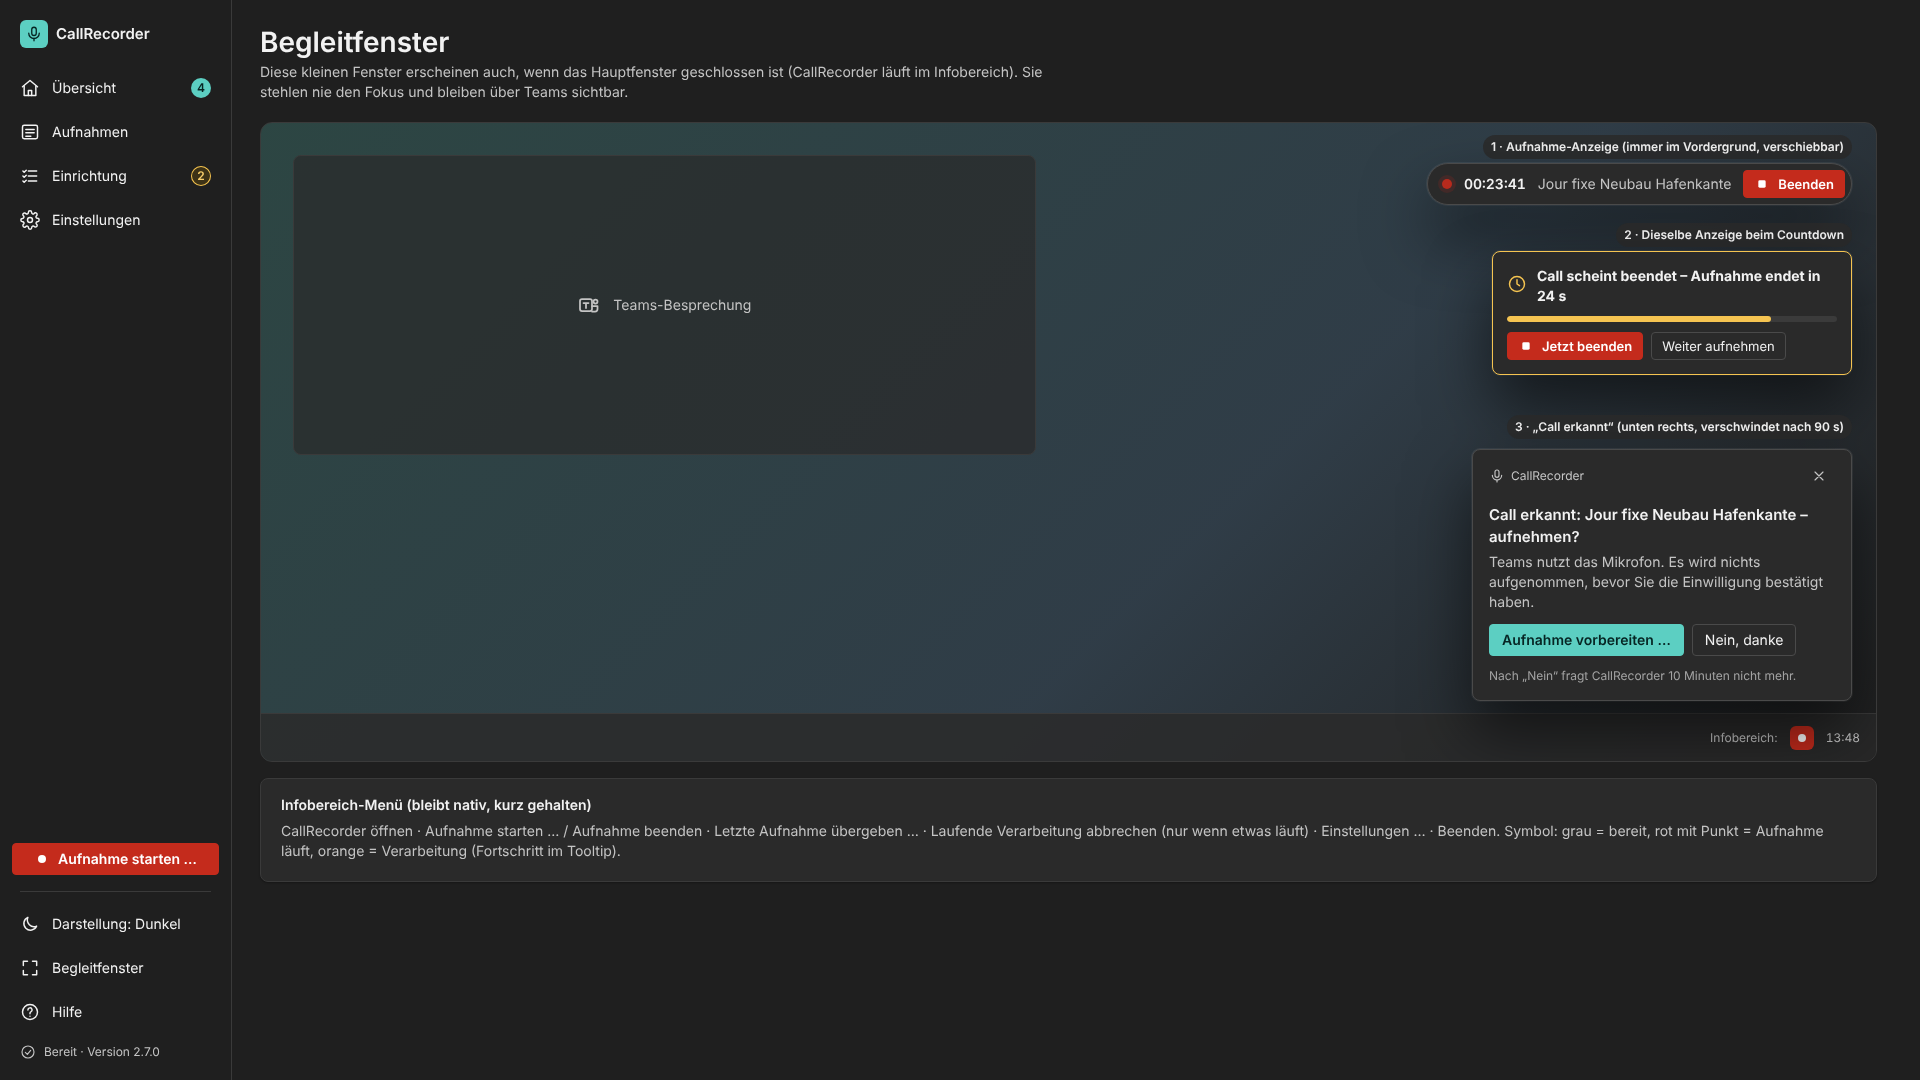 CallRecorder
Übersicht
4
Aufnahmen
Einrichtung
2
Einstellungen
Aufnahme starten …
Darstellung: Dunkel
Begleitfenster
Hilfe
Bereit · Version 2.7.0
Begleitfenster
Diese kleinen Fenster erscheinen auch, wenn das Hauptfenster geschlossen ist (CallRecorder läuft im Infobereich). Sie
stehlen nie den Fokus und bleiben über Teams sichtbar.
Teams-Besprechung
1 · Aufnahme-Anzeige (immer im Vordergrund, verschiebbar)
00:23:41 Jour fixe Neubau Hafenkante Beenden
2 · Dieselbe Anzeige beim Countdown
Call scheint beendet – Aufnahme endet in
24 s
Jetzt beenden Weiter aufnehmen
3 · „Call erkannt“ (unten rechts, verschwindet nach 90 s)
CallRecorder
Call erkannt: Jour fixe Neubau Hafenkante –
aufnehmen?
Teams nutzt das Mikrofon. Es wird nichts
aufgenommen, bevor Sie die Einwilligung bestätigt
haben.
Aufnahme vorbereiten … Nein, danke
Nach „Nein“ fragt CallRecorder 10 Minuten nicht mehr.
Infobereich: 13:48
Infobereich-Menü (bleibt nativ, kurz gehalten)
CallRecorder öffnen · Aufnahme starten … / Aufnahme beenden · Letzte Aufnahme übergeben … · Laufende Verarbeitung abbrechen (nur wenn etwas läuft) · Einstellungen … · Beenden. Symbol: grau = bereit, rot mit Punkt = Aufnahme
läuft, orange = Verarbeitung (Fortschritt im Tooltip).